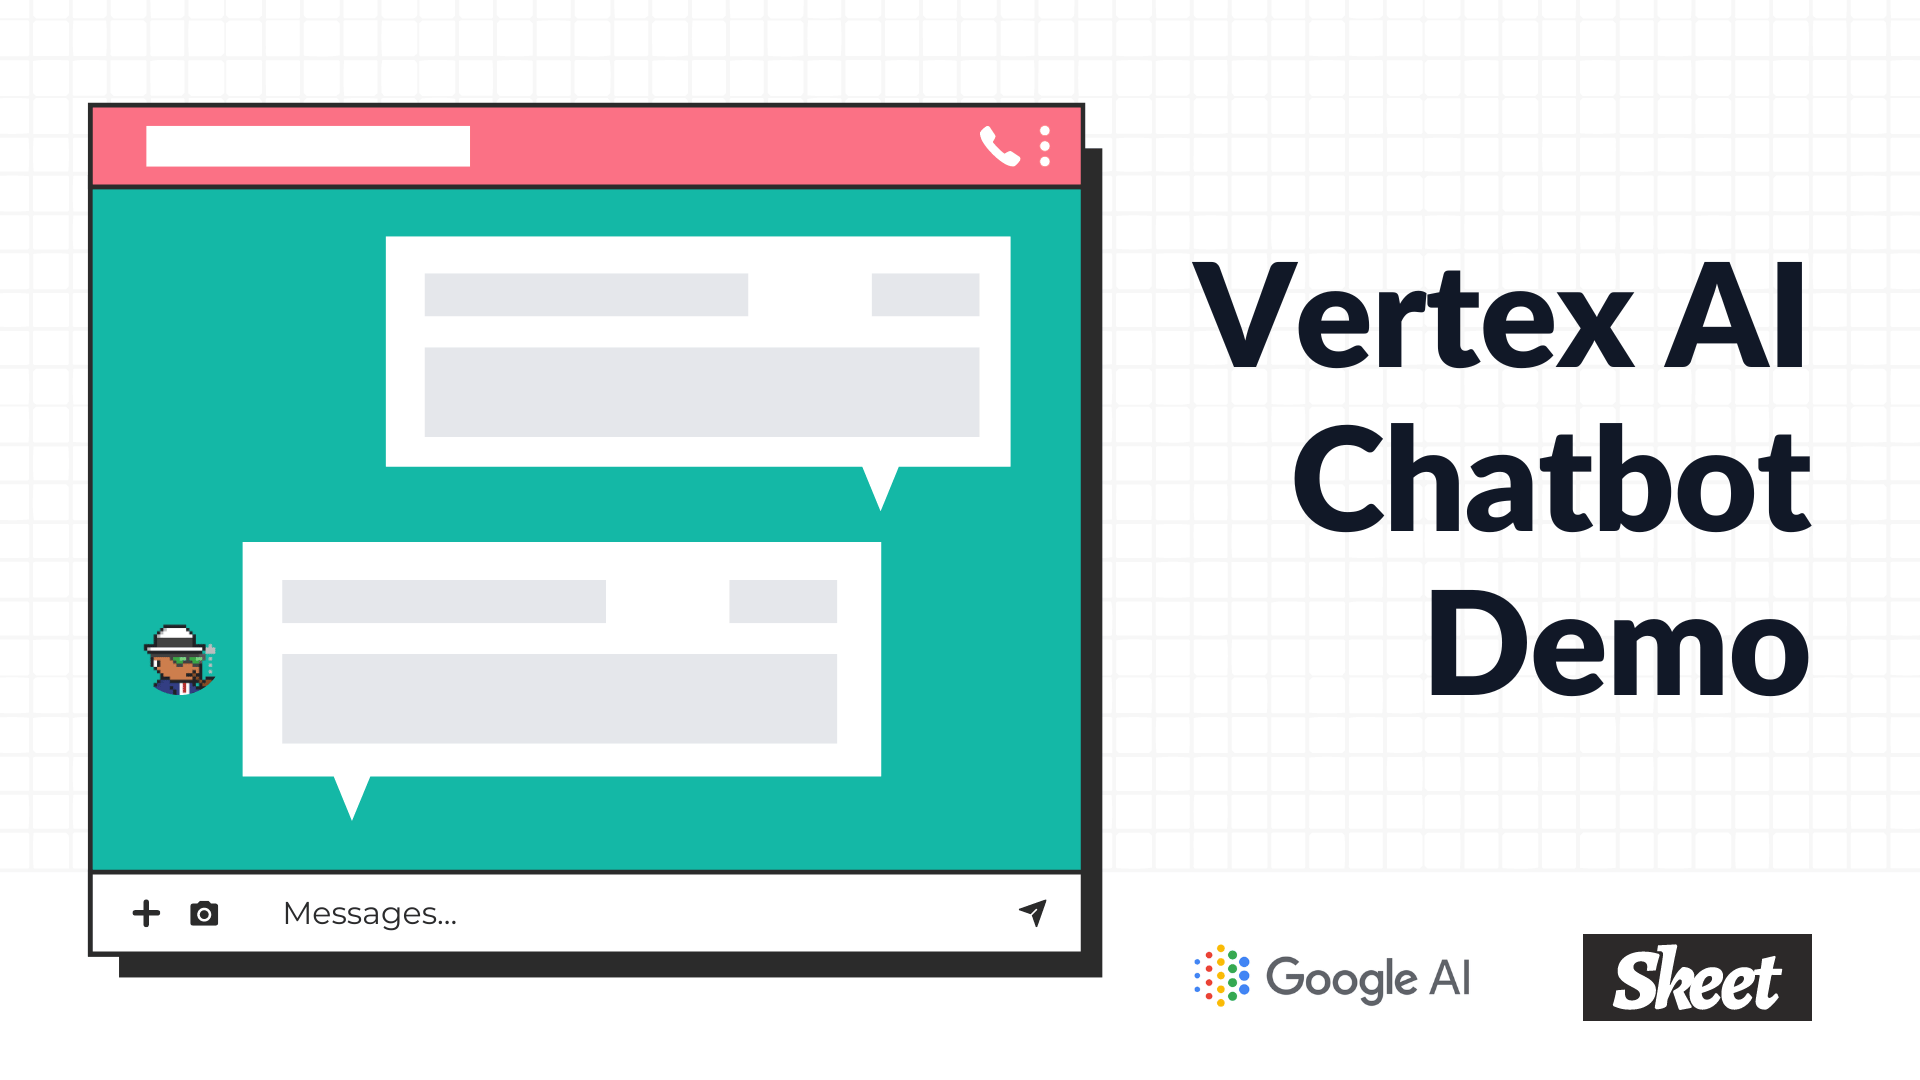 Vertex AI
Chatbot
Demo
Messages...
Google AI
Skeet